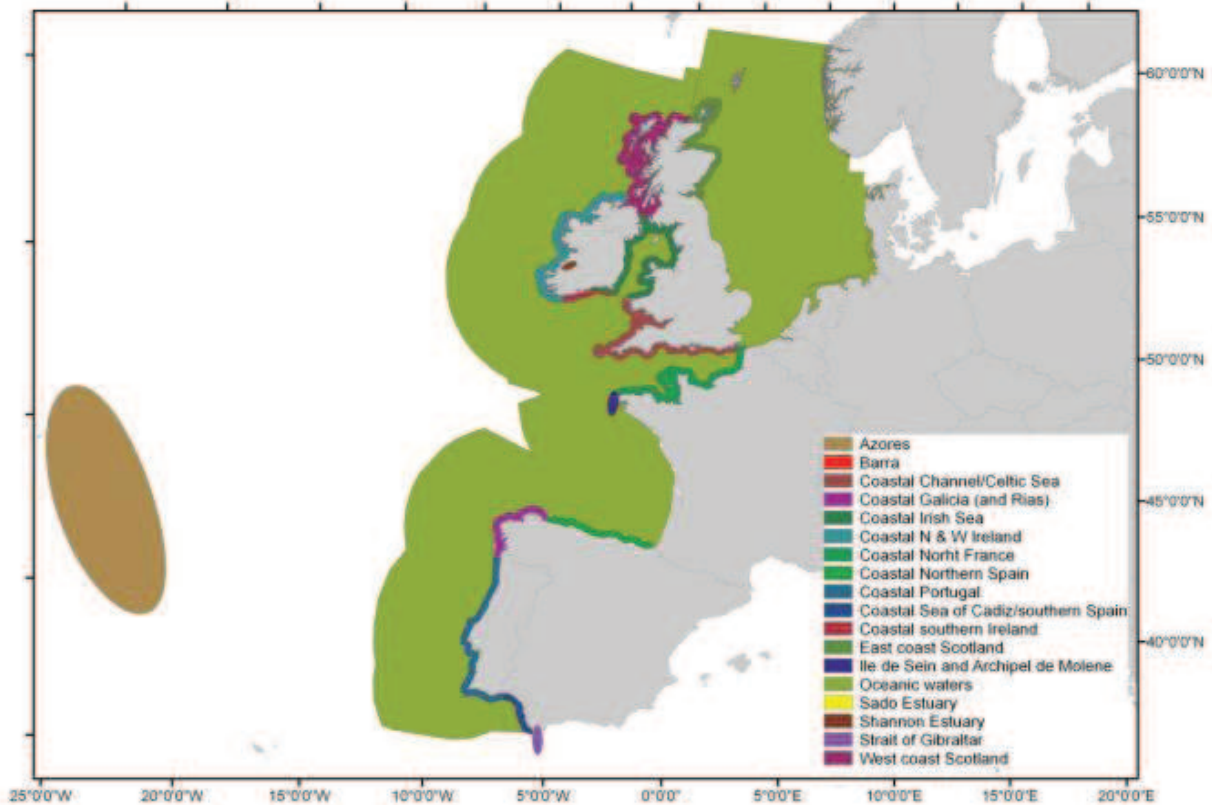 60°0'0"N
55°0'0"N
50°0'0"N
45°0'0"N
40°0'0"N
Azores
Barra
Coastal Channel/Celtic Sea
Coastal Galicia (and Rias)
Coastal Irish Sea
Coastal N & W Ireland
Coastal Norht France
Coastal Northern Spain
Coastal Portugal
Coastal Sea of Cadiz/southern Spain
Coastal southern Ireland
East coast Scotland
Ile de Sein and Archipel de Molene
Oceanic waters
Sado Estuary
Shannon Estuary
Strait of Gibraltar
West coast Scotland
25°0'0"W 20°0'0"W 15°0'0"W 10°0'0"W 5°0'0"W 0°0'0"E 5°0'0"E 10°0'0"E 15°0'0"E 20°0'0"E